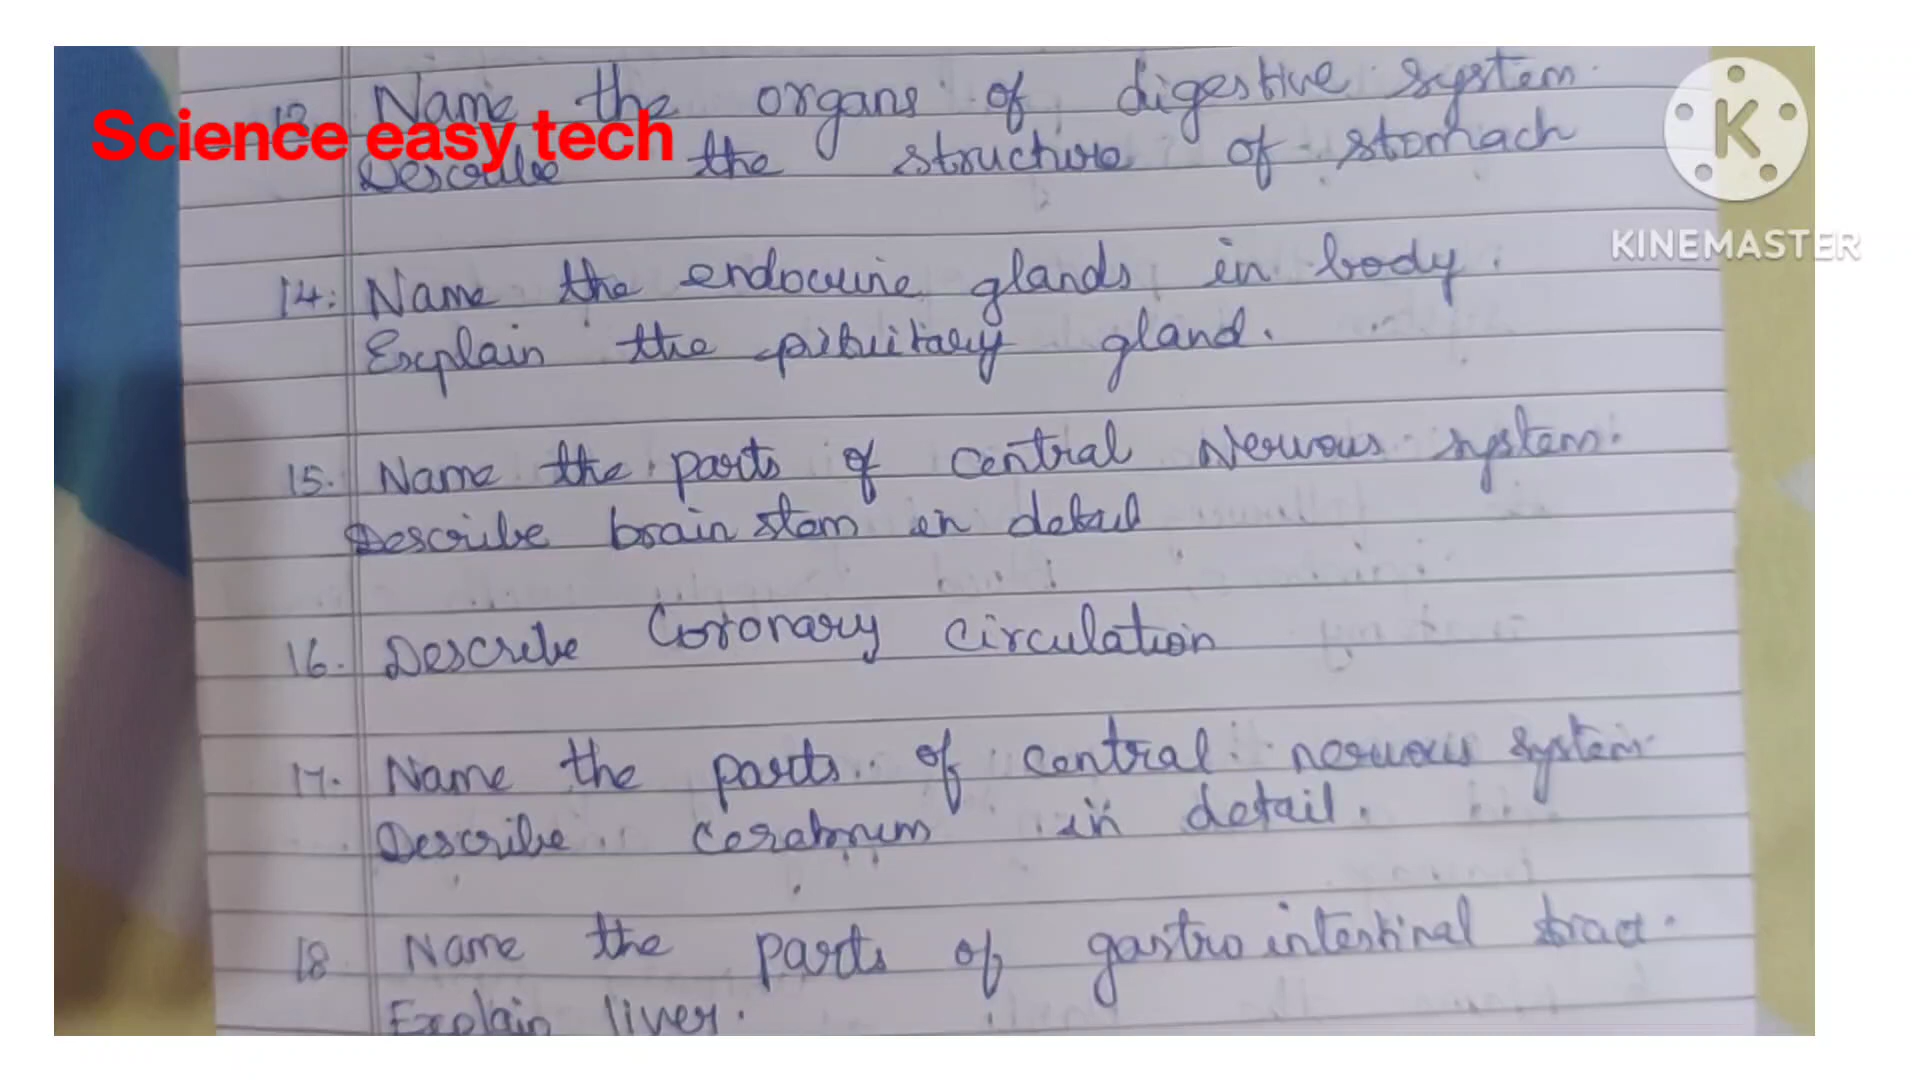 13. Name the organs of digestive system.
Science easy tech
Describe the structure of stomach
KINEMASTER
14. Name the endocrine glands in body.
Explain the pituitary gland.
15. Name the parts of central Nervous system.
Describe brain stem in detail
16. Describe Coronary Circulation
17. Name the parts of central nervous system
Describe cerebrum in detail.
18 Name the parts of gastro intestinal tract.
Explain liver.